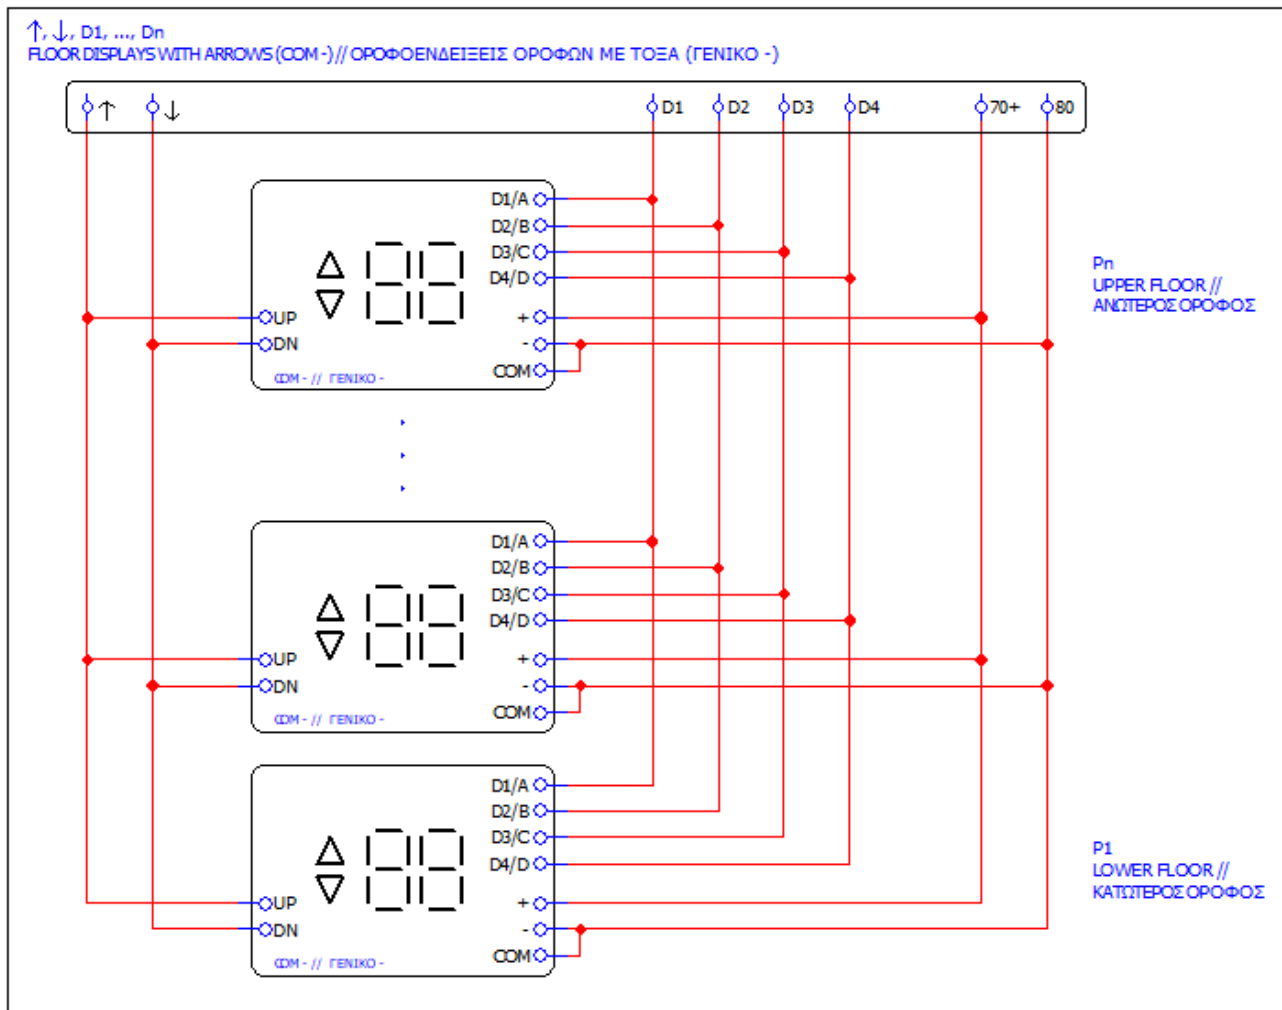 ↑, ↓, D1, ..., Dn
FLOOR DISPLAYS WITH ARROWS (COM -) // ΟΡΟΦΟΕΝΔΕΙΞΕΙΣ ΟΡΟΦΩΝ ΜΕ ΤΟΞΑ (ΓΕΝΙΚΟ -)
↑ ↓ D1 D2 D3 D4 70+ 80
D1/A
D2/B
D3/C
D4/D
UP +
DN -
COM
COM - // ΓΕΝΙΚΟ -
Pn
UPPER FLOOR //
ΑΝΩΤΕΡΟΣ ΟΡΟΦΟΣ
D1/A
D2/B
D3/C
D4/D
UP +
DN -
COM
COM - // ΓΕΝΙΚΟ -
D1/A
D2/B
D3/C
D4/D
UP +
DN -
COM
COM - // ΓΕΝΙΚΟ -
P1
LOWER FLOOR //
ΚΑΤΩΤΕΡΟΣ ΟΡΟΦΟΣ